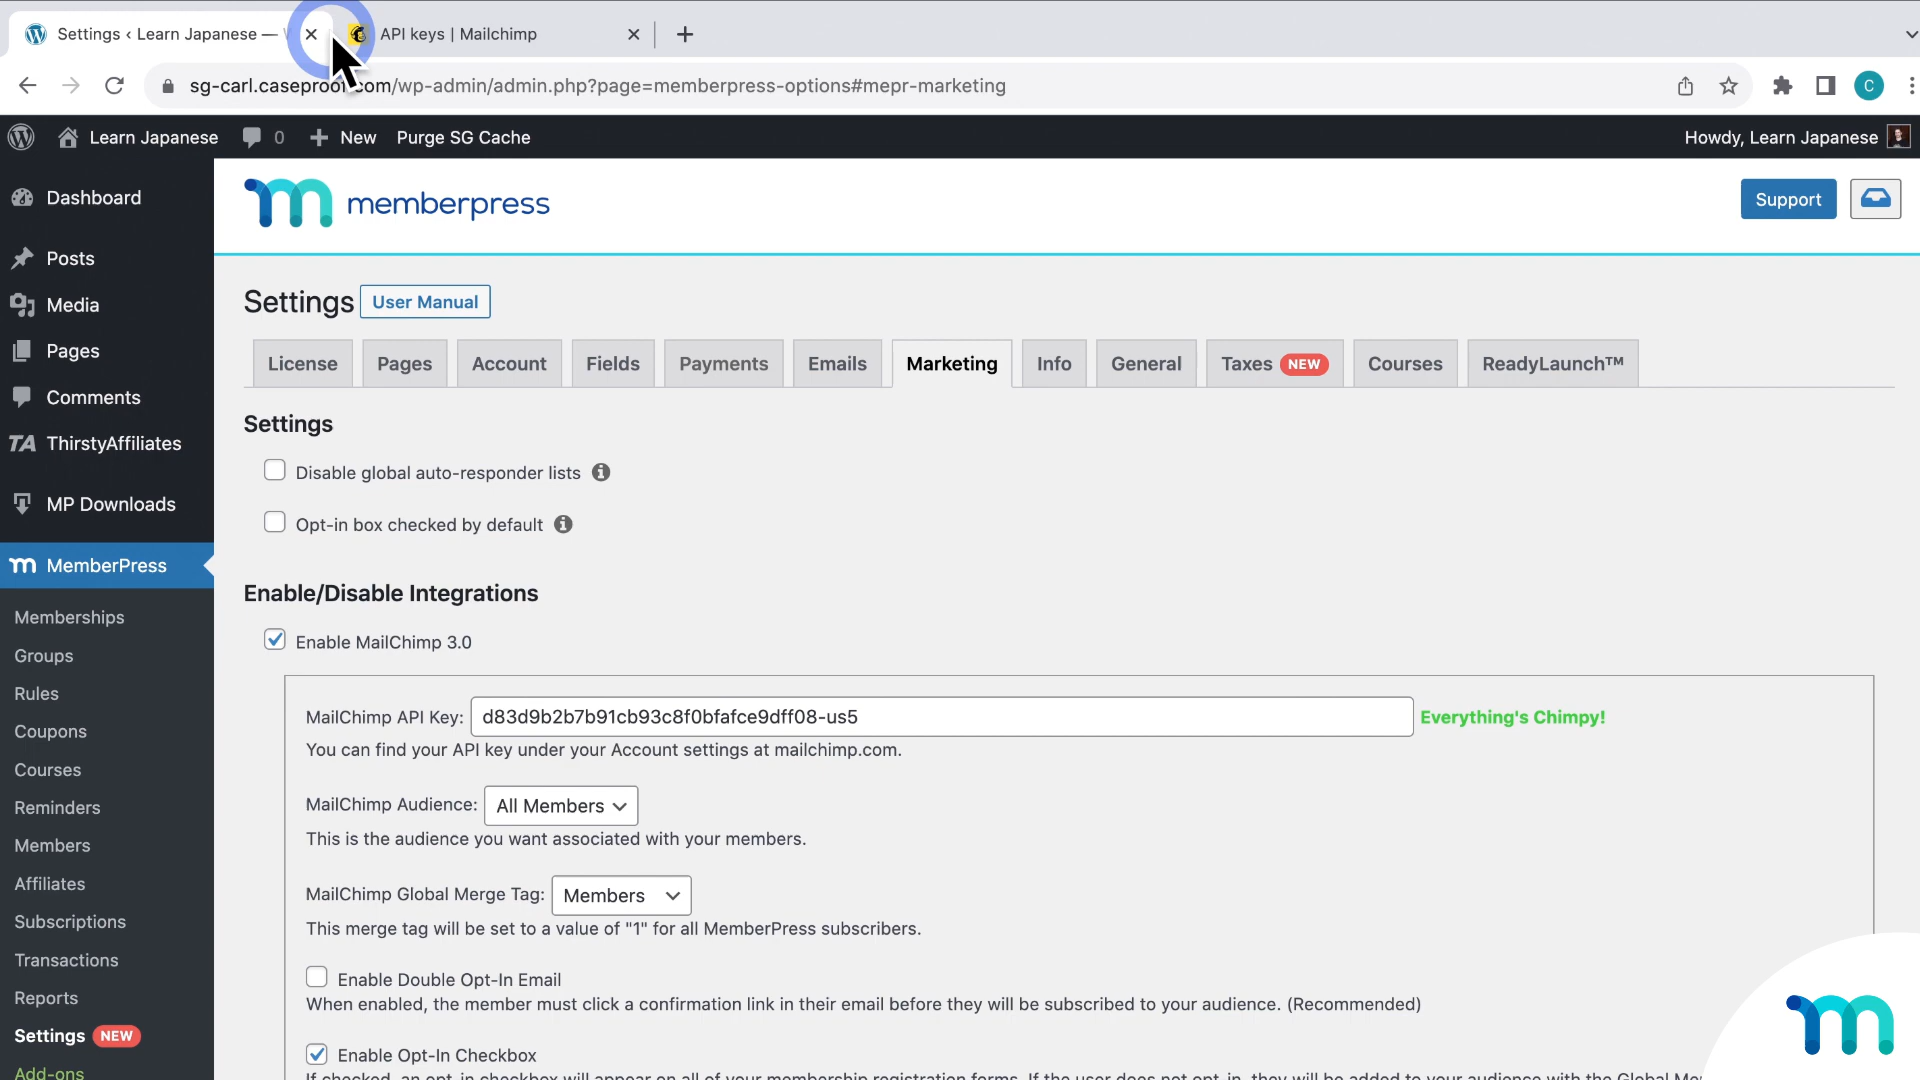 Settings ‹ Learn Japanese —
API keys | Mailchimp
sg-carl.caseproof.com/wp-admin/admin.php?page=memberpress-options#mepr-marketing
C
Learn Japanese
0
New
Purge SG Cache
Howdy, Learn Japanese
Dashboard
Posts
Media
Pages
Comments
TA ThirstyAffiliates
MP Downloads
MemberPress
Memberships
Groups
Rules
Coupons
Courses
Reminders
Members
Affiliates
Subscriptions
Transactions
Reports
Settings NEW
Add-ons
memberpress
Support
Settings
User Manual
License
Pages
Account
Fields
Payments
Emails
Marketing
Info
General
Taxes NEW
Courses
ReadyLaunch™
Settings
Disable global auto-responder lists
Opt-in box checked by default
Enable/Disable Integrations
Enable MailChimp 3.0
MailChimp API Key: d83d9b2b7b91cb93c8f0bfafce9dff08-us5 Everything's Chimpy!
You can find your API key under your Account settings at mailchimp.com.
MailChimp Audience: All Members
This is the audience you want associated with your members.
MailChimp Global Merge Tag: Members
This merge tag will be set to a value of "1" for all MemberPress subscribers.
Enable Double Opt-In Email
When enabled, the member must click a confirmation link in their email before they will be subscribed to your audience. (Recommended)
Enable Opt-In Checkbox
If checked, an opt-in checkbox will appear on all of your membership registration forms. If the user does not opt-in, they will be added to your audience with the Global